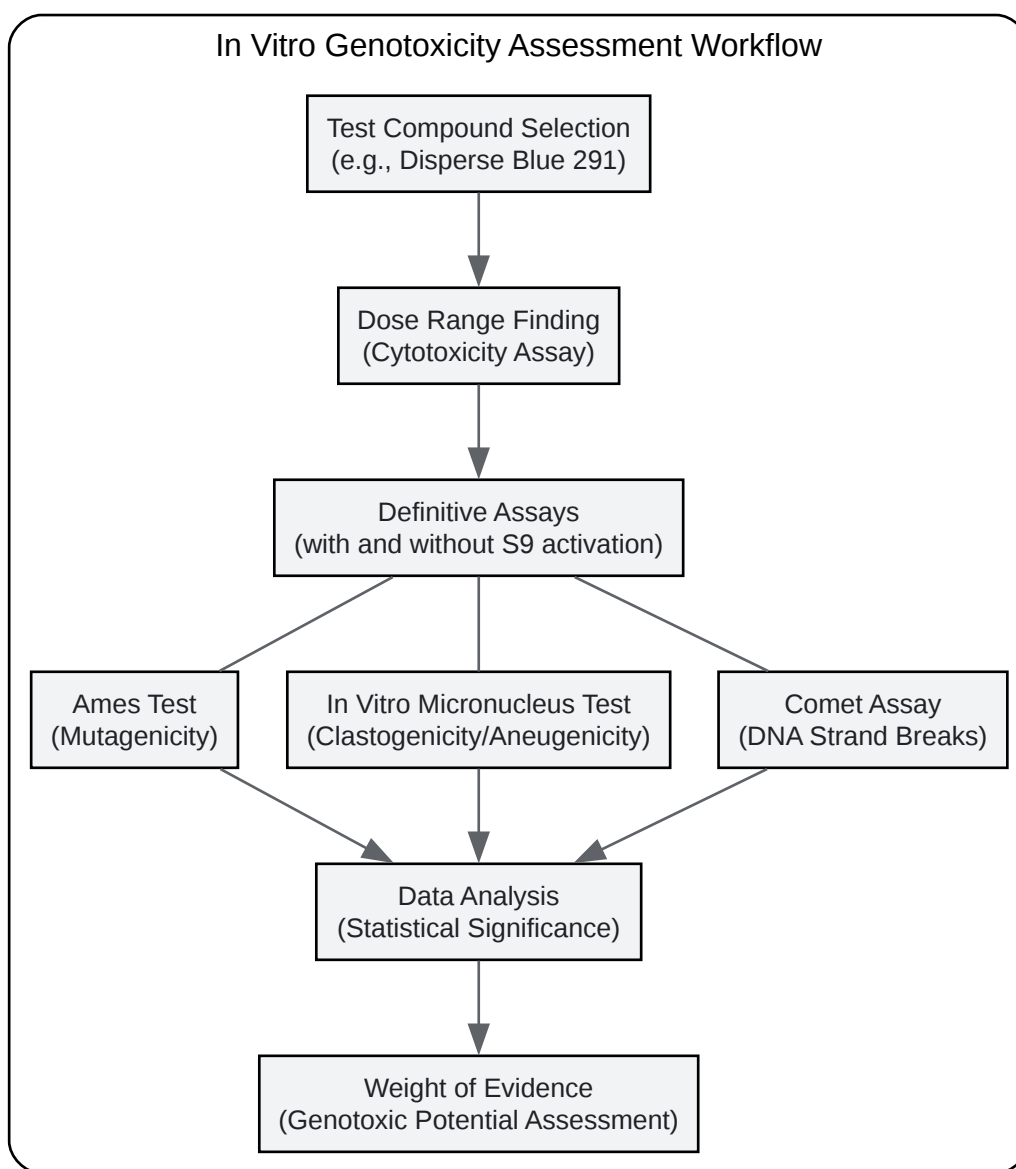 In Vitro Genotoxicity Assessment Workflow
Test Compound Selection
(e.g., Disperse Blue 291)
Dose Range Finding
(Cytotoxicity Assay)
Definitive Assays
(with and without S9 activation)
Ames Test
(Mutagenicity)
In Vitro Micronucleus Test
(Clastogenicity/Aneugenicity)
Comet Assay
(DNA Strand Breaks)
Data Analysis
(Statistical Significance)
Weight of Evidence
(Genotoxic Potential Assessment)